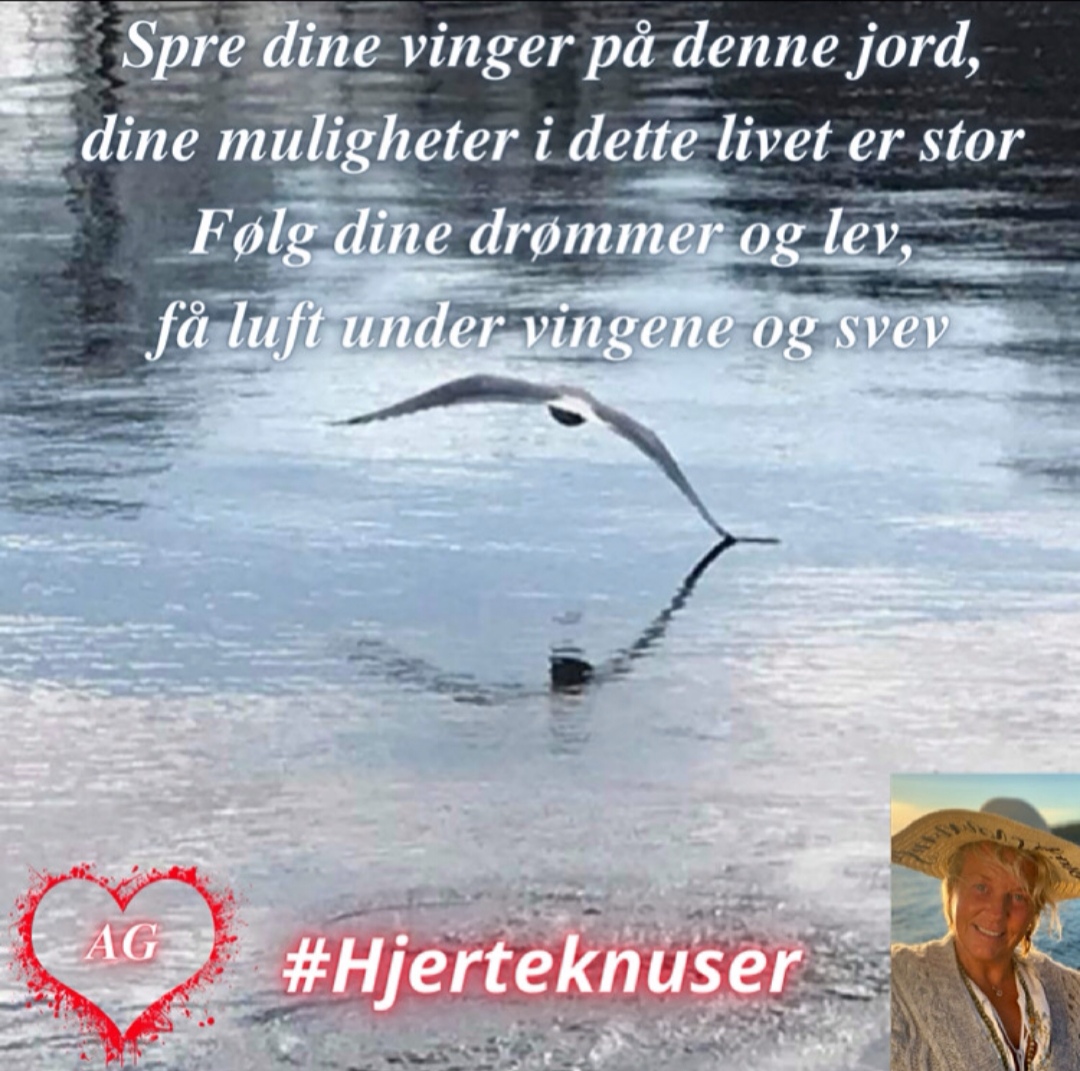 Spre dine vinger på denne jord,
dine muligheter i dette livet er stor
Følg dine drømmer og lev,
få luft under vingene og svev
AG
#Hjerteknuser